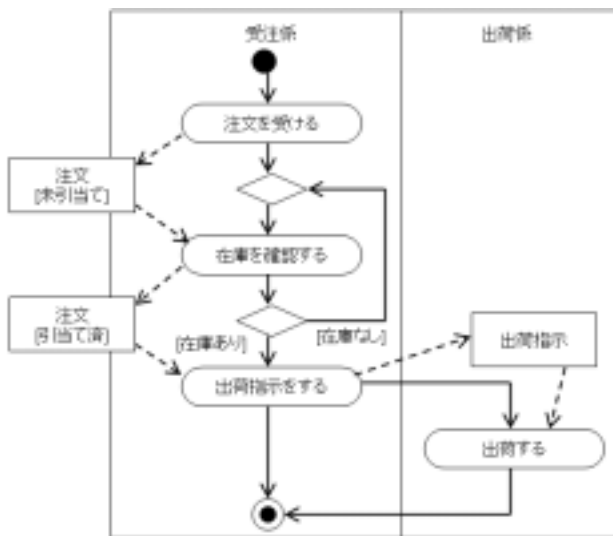 受注係
出荷係
注文を受ける
注文
[未引当て]
在庫を確認する
注文
[引当て済]
[在庫あり]
[在庫なし]
出荷指示
出荷指示をする
出荷する